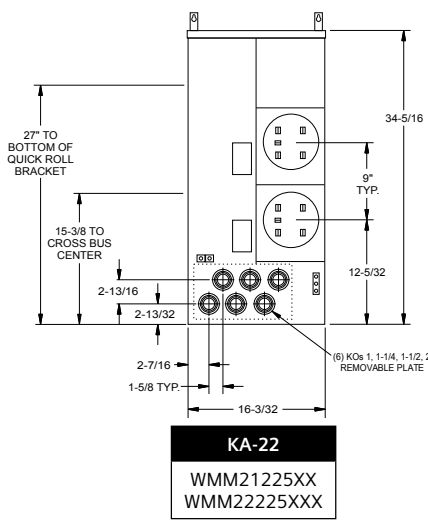 27" TO
BOTTOM OF
QUICK ROLL
BRACKET
34-5/16
9"
TYP.
15-3/8 TO
CROSS BUS
CENTER
12-5/32
2-13/16
2-13/32
2-7/16
(6) KOs 1, 1-1/4, 1-1/2, 2
REMOVABLE PLATE
1-5/8 TYP.
16-3/32
KA-22
WMM21225XX
WMM22225XXX